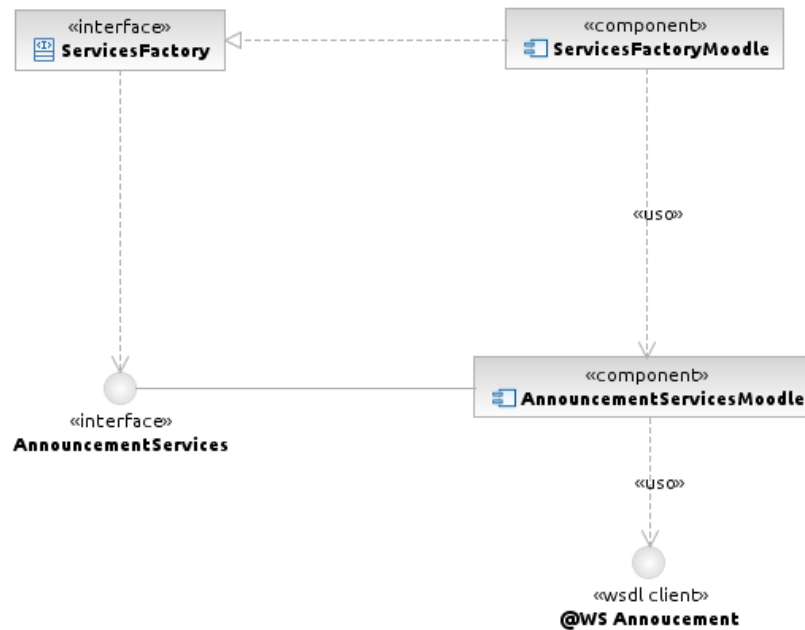 «interface»
ServicesFactory
«component»
ServicesFactoryMoodle
«uso»
«component»
AnnouncementServicesMoodle
«interface»
AnnouncementServices
«uso»
«wsdl client»
@WS Annoucement